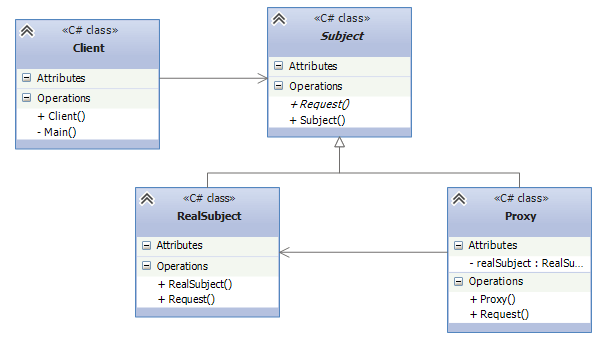 «C# class»
Client
Attributes
Operations
+ Client()
- Main()
«C# class»
Subject
Attributes
Operations
+ Request()
+ Subject()
«C# class»
RealSubject
Attributes
Operations
+ RealSubject()
+ Request()
«C# class»
Proxy
Attributes
- realSubject : RealSu...
Operations
+ Proxy()
+ Request()